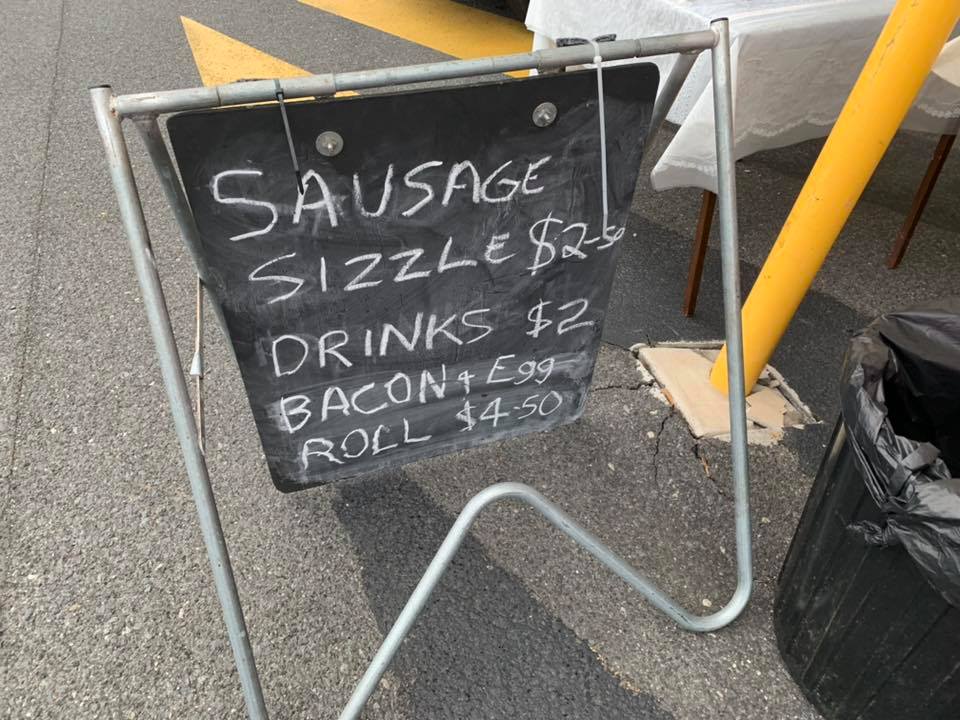 SAUSAGE
SIZZLE $2-50
DRINKS $2
BACON & Egg
ROLL $4-50